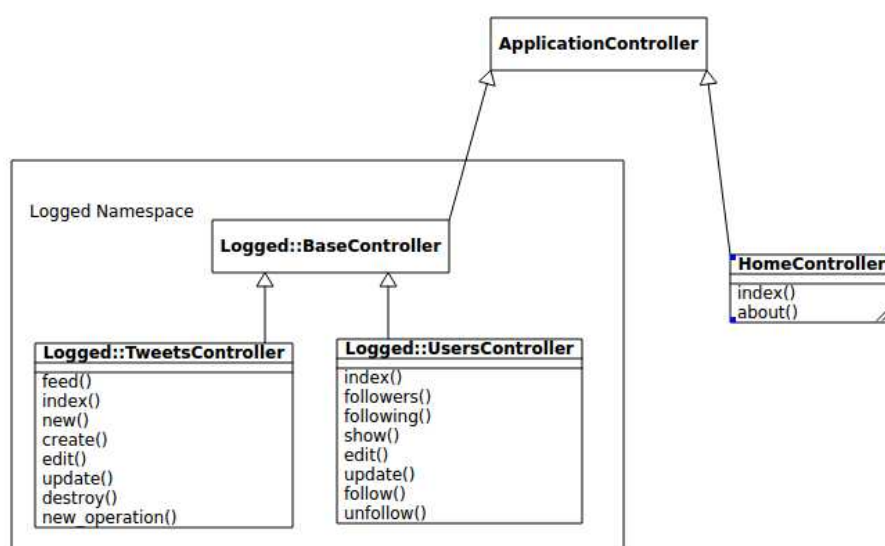 ApplicationController
Logged Namespace
Logged::BaseController
HomeController
index()
about()
Logged::TweetsController
feed()
index()
new()
create()
edit()
update()
destroy()
new_operation()
Logged::UsersController
index()
followers()
following()
show()
edit()
update()
follow()
unfollow()